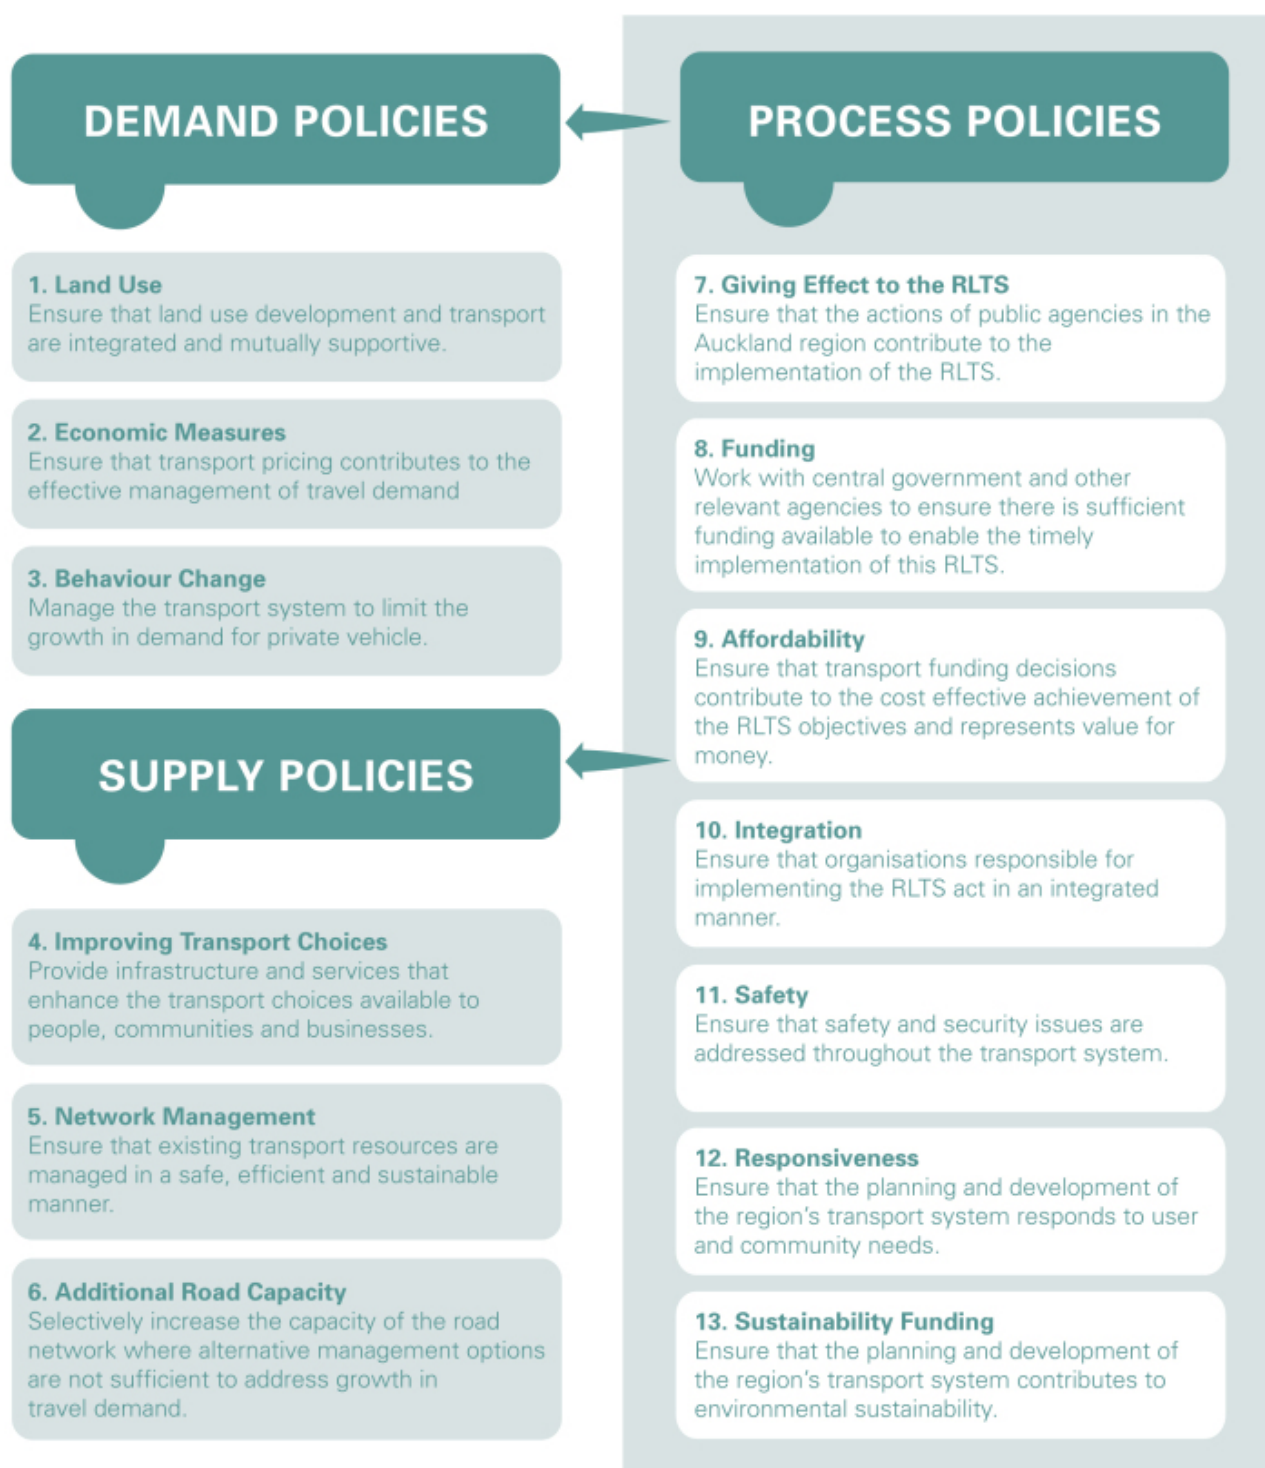 DEMAND POLICIES
1. Land Use
Ensure that land use development and transport
are integrated and mutually supportive.
2. Economic Measures
Ensure that transport pricing contributes to the
effective management of travel demand
3. Behaviour Change
Manage the transport system to limit the
growth in demand for private vehicle.
SUPPLY POLICIES
4. Improving Transport Choices
Provide infrastructure and services that
enhance the transport choices available to
people, communities and businesses.
5. Network Management
Ensure that existing transport resources are
managed in a safe, efficient and sustainable
manner.
6. Additional Road Capacity
Selectively increase the capacity of the road
network where alternative management options
are not sufficient to address growth in
travel demand.
PROCESS POLICIES
7. Giving Effect to the RLTS
Ensure that the actions of public agencies in the
Auckland region contribute to the
implementation of the RLTS.
8. Funding
Work with central government and other
relevant agencies to ensure there is sufficient
funding available to enable the timely
implementation of this RLTS.
9. Affordability
Ensure that transport funding decisions
contribute to the cost effective achievement of
the RLTS objectives and represents value for
money.
10. Integration
Ensure that organisations responsible for
implementing the RLTS act in an integrated
manner.
11. Safety
Ensure that safety and security issues are
addressed throughout the transport system.
12. Responsiveness
Ensure that the planning and development of
the region's transport system responds to user
and community needs.
13. Sustainability Funding
Ensure that the planning and development of
the region's transport system contributes to
environmental sustainability.